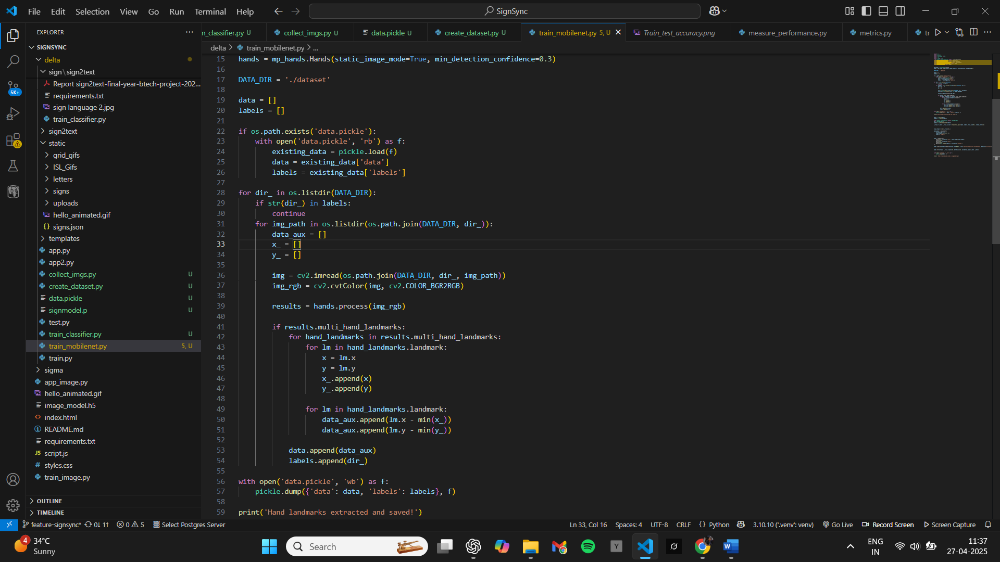 File Edit Selection View Go Run Terminal Help
SignSync
EXPLORER
n_classifier.py U
collect_imgs.py U
data.pickle U
create_dataset.py U
train_mobilenet.py 5, U
Train_test_accuracy.png
measure_performance.py
metrics.py
tr
delta > train_mobilenet.py > ...
SIGNSYNC
delta
sign\sign2text
Report sign2text-final-year-btech-project-202...
requirements.txt
sign language 2.jpg
train_classifier.py
sign2text
static
grid_gifs
ISL_Gifs
letters
signs
uploads
hello_animated.gif
signs.json
templates
app.py
app2.py
collect_imgs.py U
create_dataset.py U
data.pickle U
signmodel.p U
test.py
train_classifier.py U
train_mobilenet.py 5, U
train.py
sigma
app_image.py
hello_animated.gif
image_model.h5
index.html
README.md
requirements.txt
script.js
styles.css
train_image.py
OUTLINE
TIMELINE
5K+
15 hands = mp_hands.Hands(static_image_mode=True, min_detection_confidence=0.3)
16
17 DATA_DIR = './dataset'
18
19 data = []
20 labels = []
21
22 if os.path.exists('data.pickle'):
23 with open('data.pickle', 'rb') as f:
24 existing_data = pickle.load(f)
25 data = existing_data['data']
26 labels = existing_data['labels']
27
28 for dir_ in os.listdir(DATA_DIR):
29 if str(dir_) in labels:
30 continue
31 for img_path in os.listdir(os.path.join(DATA_DIR, dir_)):
32 data_aux = []
33 x_ = []
34 y_ = []
35
36 img = cv2.imread(os.path.join(DATA_DIR, dir_, img_path))
37 img_rgb = cv2.cvtColor(img, cv2.COLOR_BGR2RGB)
38
39 results = hands.process(img_rgb)
40
41 if results.multi_hand_landmarks:
42 for hand_landmarks in results.multi_hand_landmarks:
43 for lm in hand_landmarks.landmark:
44 x = lm.x
45 y = lm.y
46 x_.append(x)
47 y_.append(y)
48
49 for lm in hand_landmarks.landmark:
50 data_aux.append(lm.x - min(x_))
51 data_aux.append(lm.y - min(y_))
52
53 data.append(data_aux)
54 labels.append(dir_)
55
56 with open('data.pickle', 'wb') as f:
57 pickle.dump({'data': data, 'labels': labels}, f)
58
59 print('Hand landmarks extracted and saved!')
feature-signsync* 0↓ 1↑ 0 5 Select Postgres Server
Ln 33, Col 16 Spaces: 4 UTF-8 CRLF {} Python 3.10.10 ('.venv': venv) Go Live Record Screen Screen Capture
4
34°C
Sunny
Search
Y
ENG
IN
11:37
27-04-2025